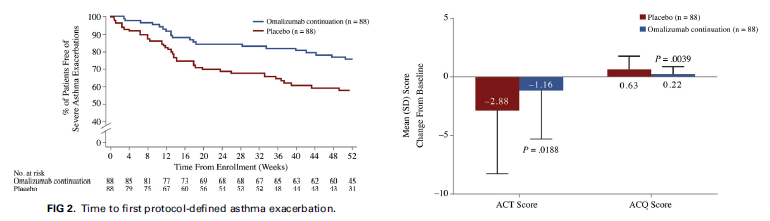 % of Patients Free of
Severe Asthma Exacerbations
100
90
80
70
60
50
40
0
Omalizumab continuation (n = 88)
Placebo (n = 88)
0 4 8 12 16 20 24 28 32 36 40 44 48 52
Time From Enrollment (Weeks)
No. at risk
Omalizumab continuation 88 85 81 77 73 69 68 68 67 65 63 62 60 45
Placebo 88 79 75 67 60 56 54 53 52 48 44 43 43 31
FIG 2. Time to first protocol-defined asthma exacerbation.
Mean (SD) Score
Change From Baseline
5
0
−5
−10
Placebo (n = 88)
Omalizumab continuation (n = 88)
−2.88
−1.16
P = .0188
P = .0039
0.63
0.22
ACT Score
ACQ Score